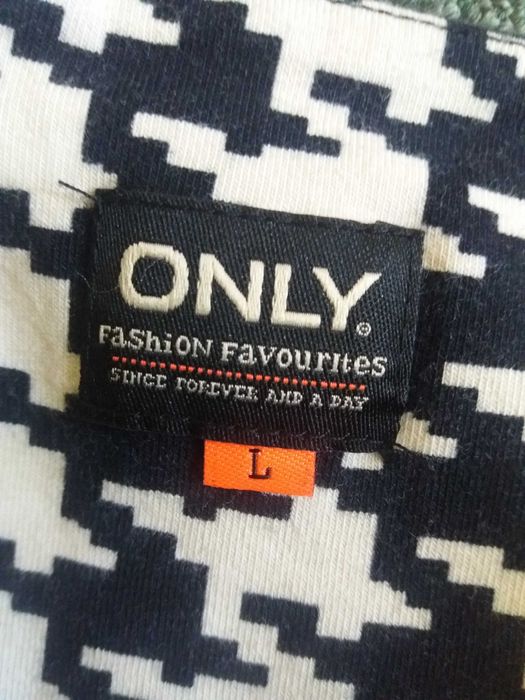 ONLY®
FaShiON Favourites
SINCE FOREVER AND A DAY
L